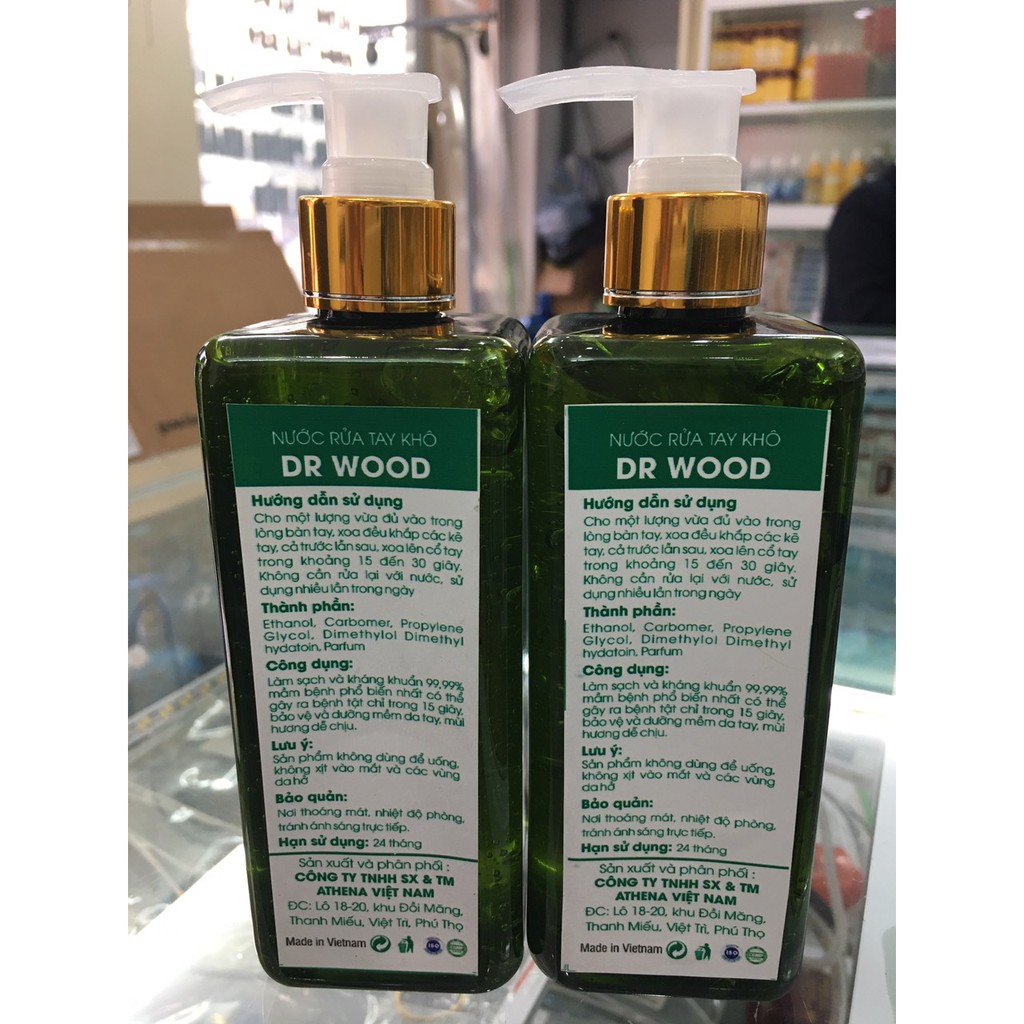 NƯỚC RỬA TAY KHÔ
DR WOOD
Hướng dẫn sử dụng
Cho một lượng vừa đủ vào trong
lòng bàn tay, xoa đều khắp các kẽ
tay, cả trước lẫn sau, xoa lên cổ tay
trong khoảng 15 đến 30 giây.
Không cần rửa lại với nước, sử
dụng nhiều lần trong ngày
Thành phần:
Ethanol, Carbomer, Propylene
Glycol, Dimethylol Dimethyl
hydatoin, Parfum
Công dụng:
Làm sạch và kháng khuẩn 99,99%
mầm bệnh phổ biến nhất có thể
gây ra bệnh tật chỉ trong 15 giây,
bảo vệ và dưỡng mềm da tay, mùi
hương dễ chịu.
Lưu ý:
Sản phẩm không dùng để uống,
không xịt vào mắt và các vùng
da hở
Bảo quản:
Nơi thoáng mát, nhiệt độ phòng,
tránh ánh sáng trực tiếp.
Hạn sử dụng: 24 tháng
Sản xuất và phân phối :
CÔNG TY TNHH SX & TM
ATHENA VIỆT NAM
ĐC: Lô 18-20, khu Đồi Măng,
Thanh Miếu, Việt Trì, Phú Thọ
Made in Vietnam ISO
NƯỚC RỬA TAY KHÔ
DR WOOD
Hướng dẫn sử dụng
Cho một lượng vừa đủ vào trong
lòng bàn tay, xoa đều khắp các kẽ
tay, cả trước lẫn sau, xoa lên cổ tay
trong khoảng 15 đến 30 giây.
Không cần rửa lại với nước, sử
dụng nhiều lần trong ngày
Thành phần:
Ethanol, Carbomer, Propylene
Glycol, Dimethylol Dimethyl
hydatoin, Parfum
Công dụng:
Làm sạch và kháng khuẩn 99,99%
mầm bệnh phổ biến nhất có thể
gây ra bệnh tật chỉ trong 15 giây,
bảo vệ và dưỡng mềm da tay, mùi
hương dễ chịu.
Lưu ý:
Sản phẩm không dùng để uống,
không xịt vào mắt và các vùng
da hở
Bảo quản:
Nơi thoáng mát, nhiệt độ phòng,
tránh ánh sáng trực tiếp.
Hạn sử dụng: 24 tháng
Sản xuất và phân phối :
CÔNG TY TNHH SX & TM
ATHENA VIỆT NAM
ĐC: Lô 18-20, khu Đồi Măng,
Thanh Miếu, Việt Trì, Phú Thọ
Made in Vietnam ISO